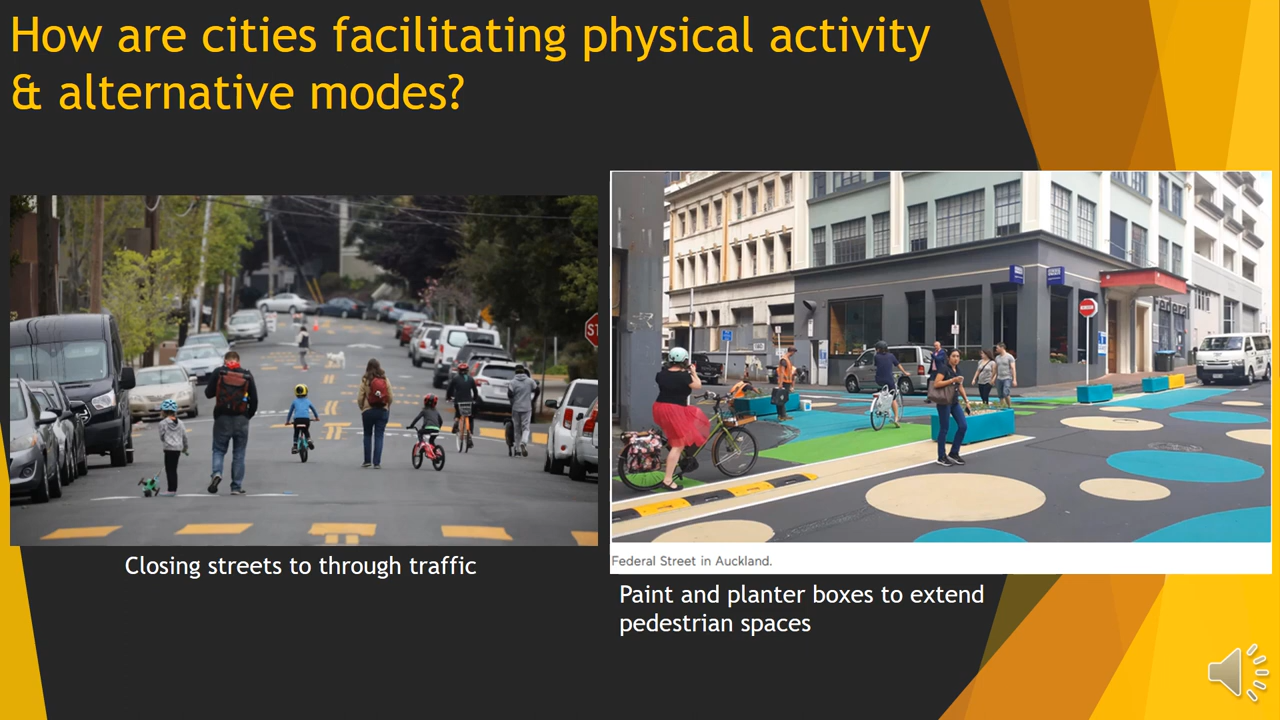 How are cities facilitating physical activity
& alternative modes?
Closing streets to through traffic
Federal Street in Auckland.
Paint and planter boxes to extend
pedestrian spaces